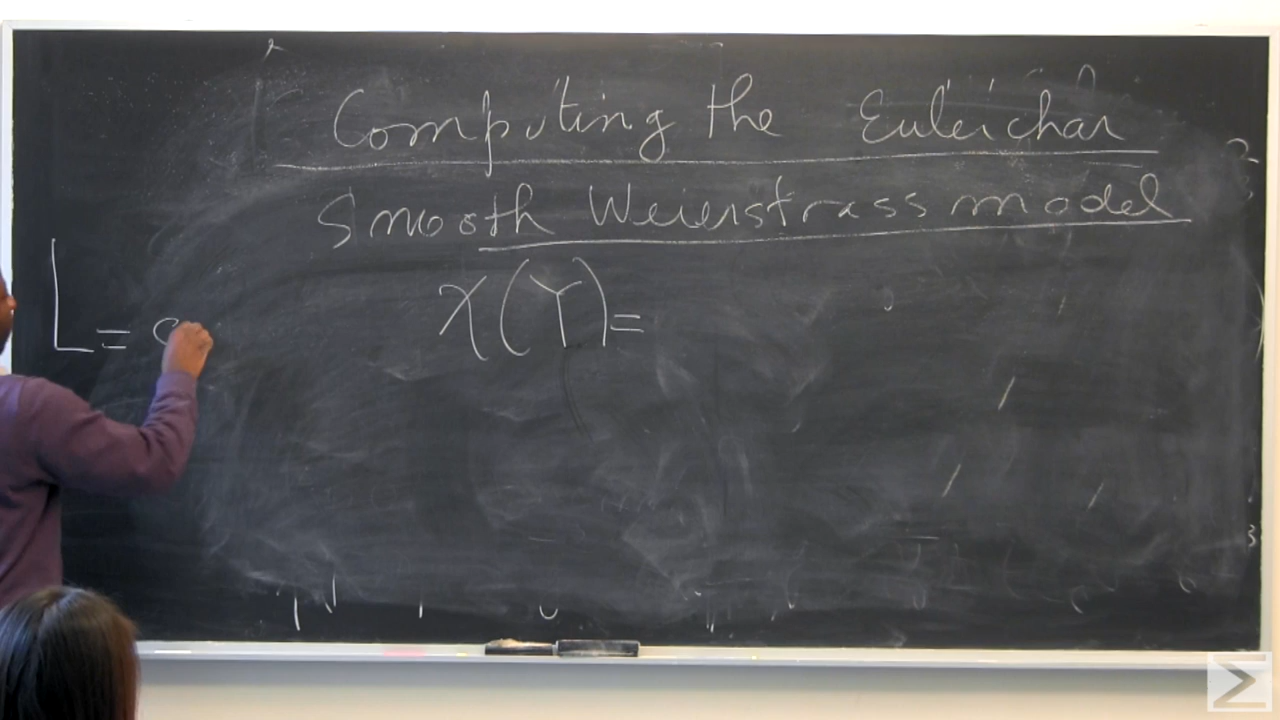 Computing the Euler char
Smooth Weierstrass model
L = c
χ(Y) =